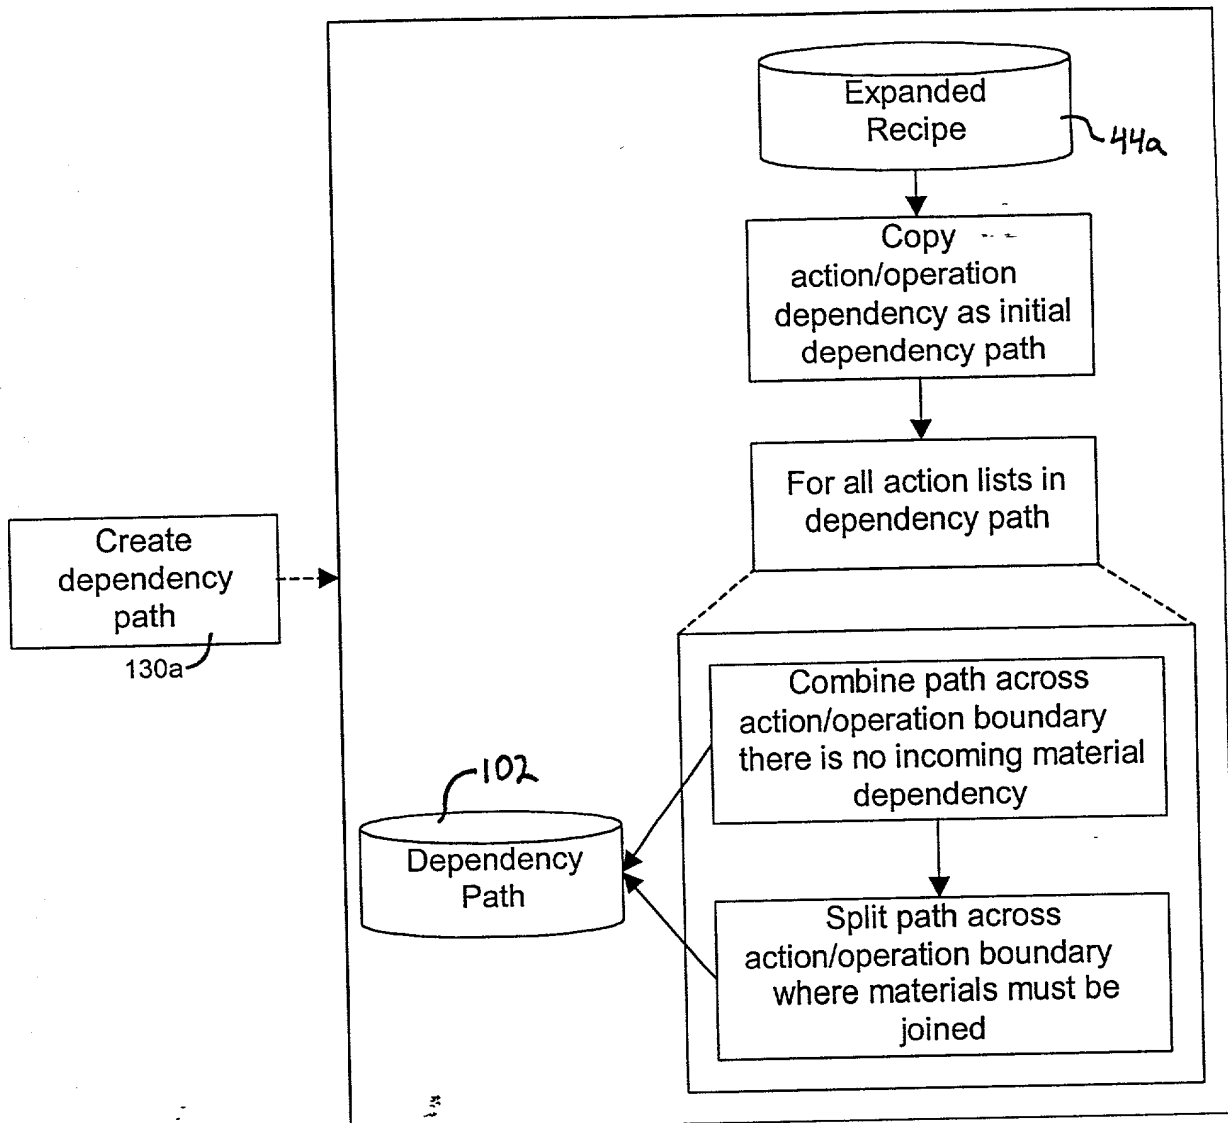 Expanded
Recipe
44a
Copy
action/operation
dependency as initial
dependency path
For all action lists in
dependency path
Create
dependency
path
130a
Combine path across
action/operation boundary
there is no incoming material
dependency
102
Dependency
Path
Split path across
action/operation boundary
where materials must be
joined